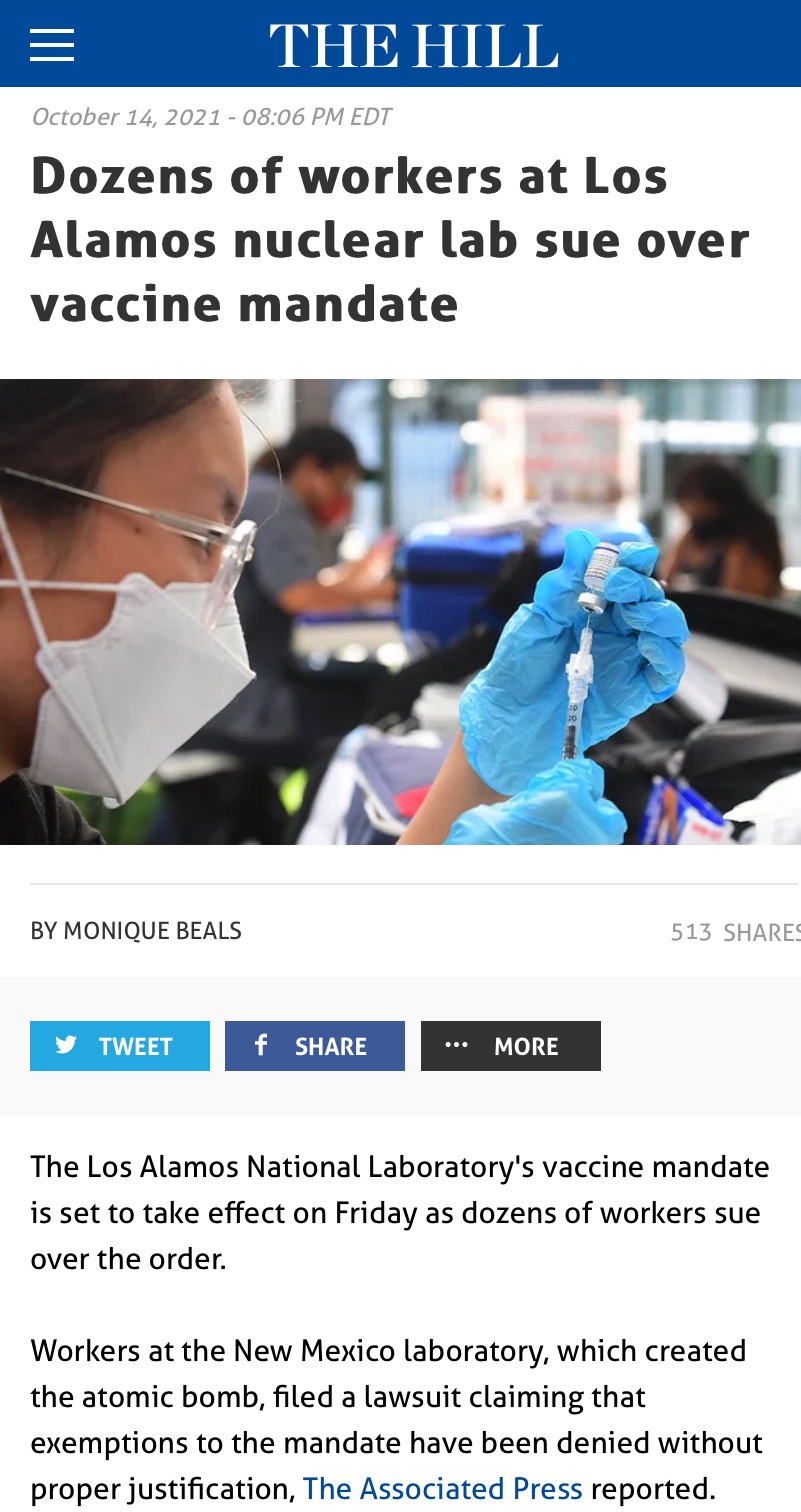 THE HILL
October 14, 2021 - 08:06 PM EDT
Dozens of workers at Los
Alamos nuclear lab sue over
vaccine mandate
BY MONIQUE BEALS
513 SHARES
TWEET
SHARE
MORE
The Los Alamos National Laboratory's vaccine mandate
is set to take effect on Friday as dozens of workers sue
over the order.
Workers at the New Mexico laboratory, which created
the atomic bomb, filed a lawsuit claiming that
exemptions to the mandate have been denied without
proper justification, The Associated Press reported.